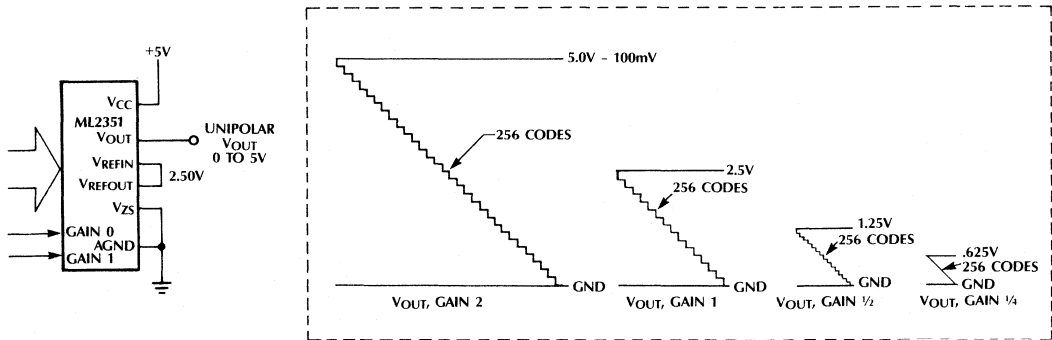 +5V
VCC
ML2351
VOUT
VREFIN
VREFOUT
2.50V
VZS
GAIN 0
AGND
GAIN 1
UNIPOLAR
VOUT
0 TO 5V
5.0V – 100mV
256 CODES
GND
VOUT, GAIN 2
2.5V
256 CODES
GND
VOUT, GAIN 1
1.25V
256 CODES
GND
VOUT, GAIN ½
.625V
256 CODES
GND
VOUT, GAIN ¼